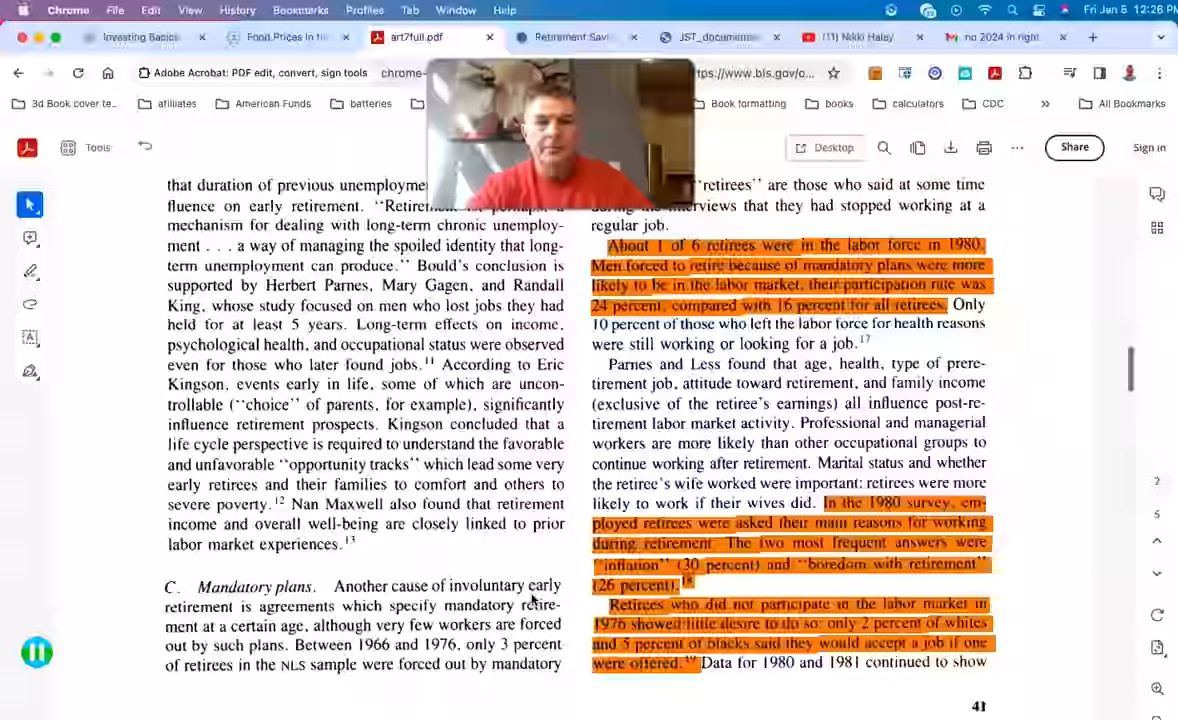 Chrome File Edit View History Bookmarks Profiles Tab Window Help Fri Jan 5 12:26 PM
Investing Basics Food Prices in art7full.pdf Retirement Savi JST_documente (11) Nikki Haley no 2024 in right
Adobe Acrobat: PDF edit, convert, sign tools chrome- tps://www.bls.gov/o...
3d Book cover te... afiliates American Funds batteries Book formatting books calculators CDC » All Bookmarks
Tools Desktop Share Sign in
that duration of previous unemployme
fluence on early retirement. "Retirem
mechanism for dealing with long-term chronic unemploy-
ment . . . a way of managing the spoiled identity that long-
term unemployment can produce." Bould's conclusion is
supported by Herbert Parnes, Mary Gagen, and Randall
King, whose study focused on men who lost jobs they had
held for at least 5 years. Long-term effects on income,
psychological health, and occupational status were observed
even for those who later found jobs.11 According to Eric
Kingson, events early in life, some of which are uncon-
trollable ("choice" of parents, for example), significantly
influence retirement prospects. Kingson concluded that a
life cycle perspective is required to understand the favorable
and unfavorable "opportunity tracks" which lead some very
early retirees and their families to comfort and others to
severe poverty.12 Nan Maxwell also found that retirement
income and overall well-being are closely linked to prior
labor market experiences.13
C. Mandatory plans. Another cause of involuntary early
retirement is agreements which specify mandatory retire-
ment at a certain age, although very few workers are forced
out by such plans. Between 1966 and 1976, only 3 percent
of retirees in the NLS sample were forced out by mandatory
"retirees" are those who said at some time
during the interviews that they had stopped working at a
regular job.
About 1 of 6 retirees were in the labor force in 1980.
Men forced to retire because of mandatory plans were more
likely to be in the labor market, their participation rate was
24 percent, compared with 16 percent for all retirees. Only
10 percent of those who left the labor force for health reasons
were still working or looking for a job.17
Parnes and Less found that age, health, type of prere-
tirement job, attitude toward retirement, and family income
(exclusive of the retiree's earnings) all influence post-re-
tirement labor market activity. Professional and managerial
workers are more likely than other occupational groups to
continue working after retirement. Marital status and whether
the retiree's wife worked were important: retirees were more
likely to work if their wives did. In the 1980 survey, em-
ployed retirees were asked their main reasons for working
during retirement. The two most frequent answers were
"inflation" (30 percent) and "boredom with retirement"
(26 percent).18
Retirees who did not participate in the labor market in
1976 showed little desire to do so: only 2 percent of whites
and 5 percent of blacks said they would accept a job if one
were offered.19 Data for 1980 and 1981 continued to show
41
2
5